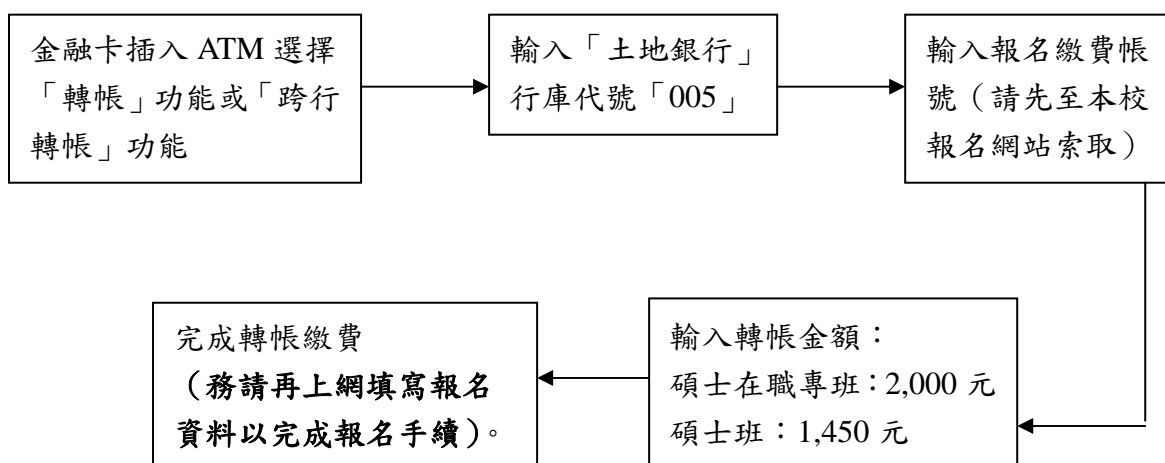 金融卡插入 ATM 選擇
「轉帳」功能或「跨行
轉帳」功能
輸入「土地銀行」
行庫代號「005」
輸入報名繳費帳
號（請先至本校
報名網站索取）
輸入轉帳金額：
碩士在職專班：2,000 元
碩士班：1,450 元
完成轉帳繳費
（務請再上網填寫報名
資料以完成報名手續）。